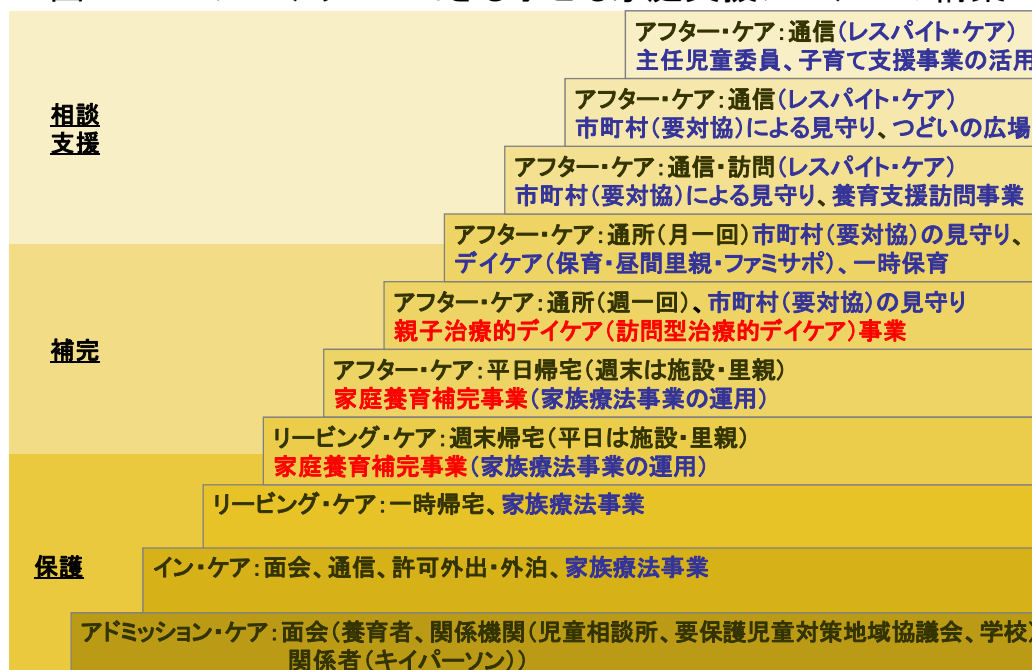 アフター・ケア：通信（レスパイト・ケア）
主任児童委員、子育て支援事業の活用
アフター・ケア：通信（レスパイト・ケア）
市町村（要対協）による見守り、つどいの広場
相談
支援
アフター・ケア：通信・訪問（レスパイト・ケア）
市町村（要対協）による見守り、養育支援訪問事業
アフター・ケア：通所（月一回）市町村（要対協）の見守り、
デイケア（保育・昼間里親・ファミサポ）、一時保育
アフター・ケア：通所（週一回）、市町村（要対協）の見守り
親子治療的デイケア（訪問型治療的デイケア）事業
補完
アフター・ケア：平日帰宅（週末は施設・里親）
家庭養育補完事業（家族療法事業の運用）
リービング・ケア：週末帰宅（平日は施設・里親）
家庭養育補完事業（家族療法事業の運用）
リービング・ケア：一時帰宅、家族療法事業
保護
イン・ケア：面会、通信、許可外出・外泊、家族療法事業
アドミッション・ケア：面会（養育者、関係機関（児童相談所、要保護児童対策地域協議会、学校）
関係者（キイパーソン））